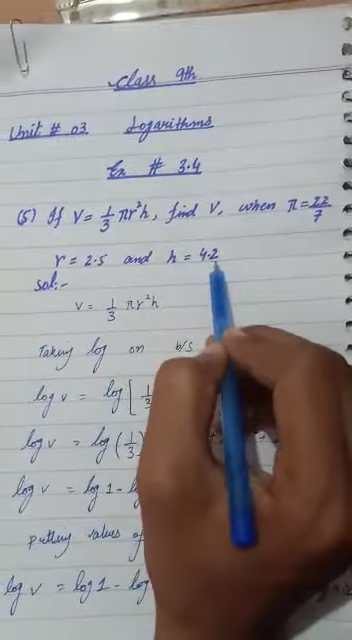 Class 9th
Unit # 03 Logarithms
Ex # 3.4
(5) If V = 1/3 πr²h, find V, when π = 22/7
r = 2.5 and h = 4.2
Sol:-
V = 1/3 πr²h
Taking log on b/s
log V = log [ 1/3
log V = log (1/3)
log V = log 1 - lo
Putting values of
log V = log 1 - log